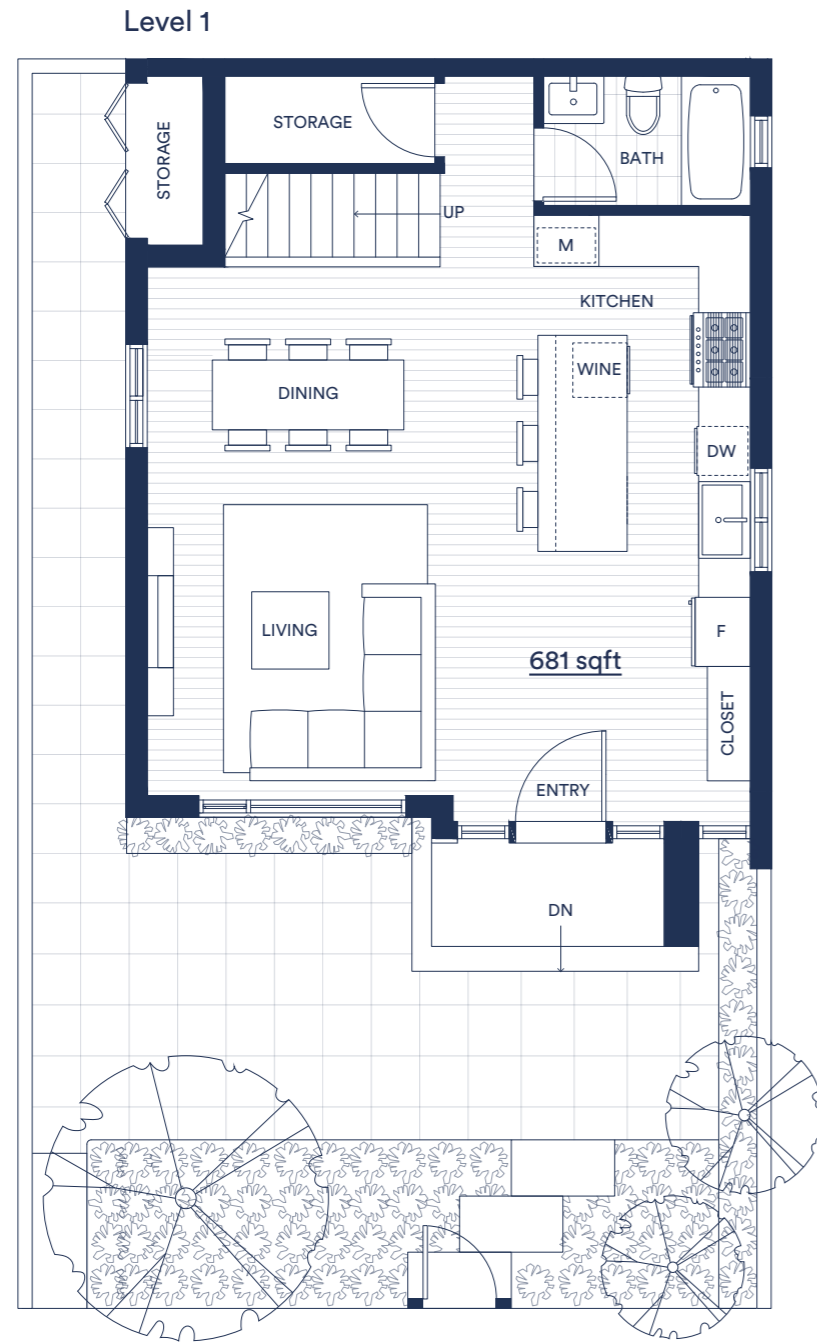 Level 1
STORAGE
STORAGE
BATH
UP
M
KITCHEN
WINE
DINING
DW
LIVING
F
681 sqft
CLOSET
ENTRY
DN